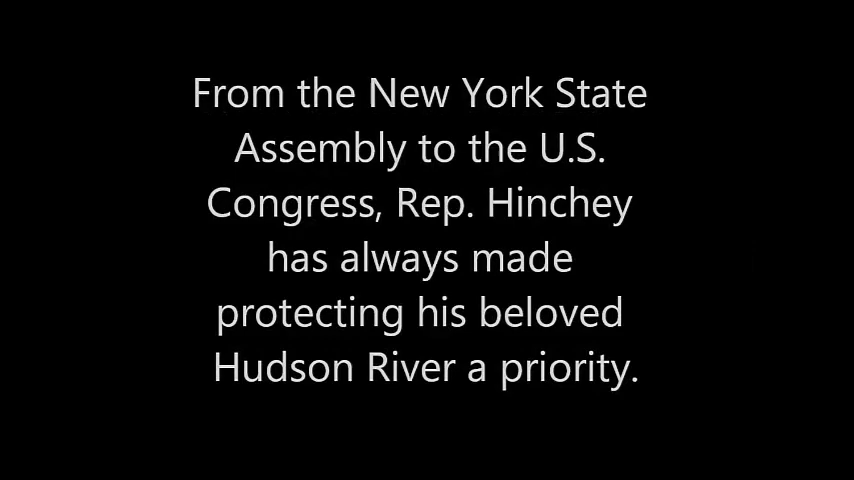 From the New York State
Assembly to the U.S.
Congress, Rep. Hinchey
has always made
protecting his beloved
Hudson River a priority.